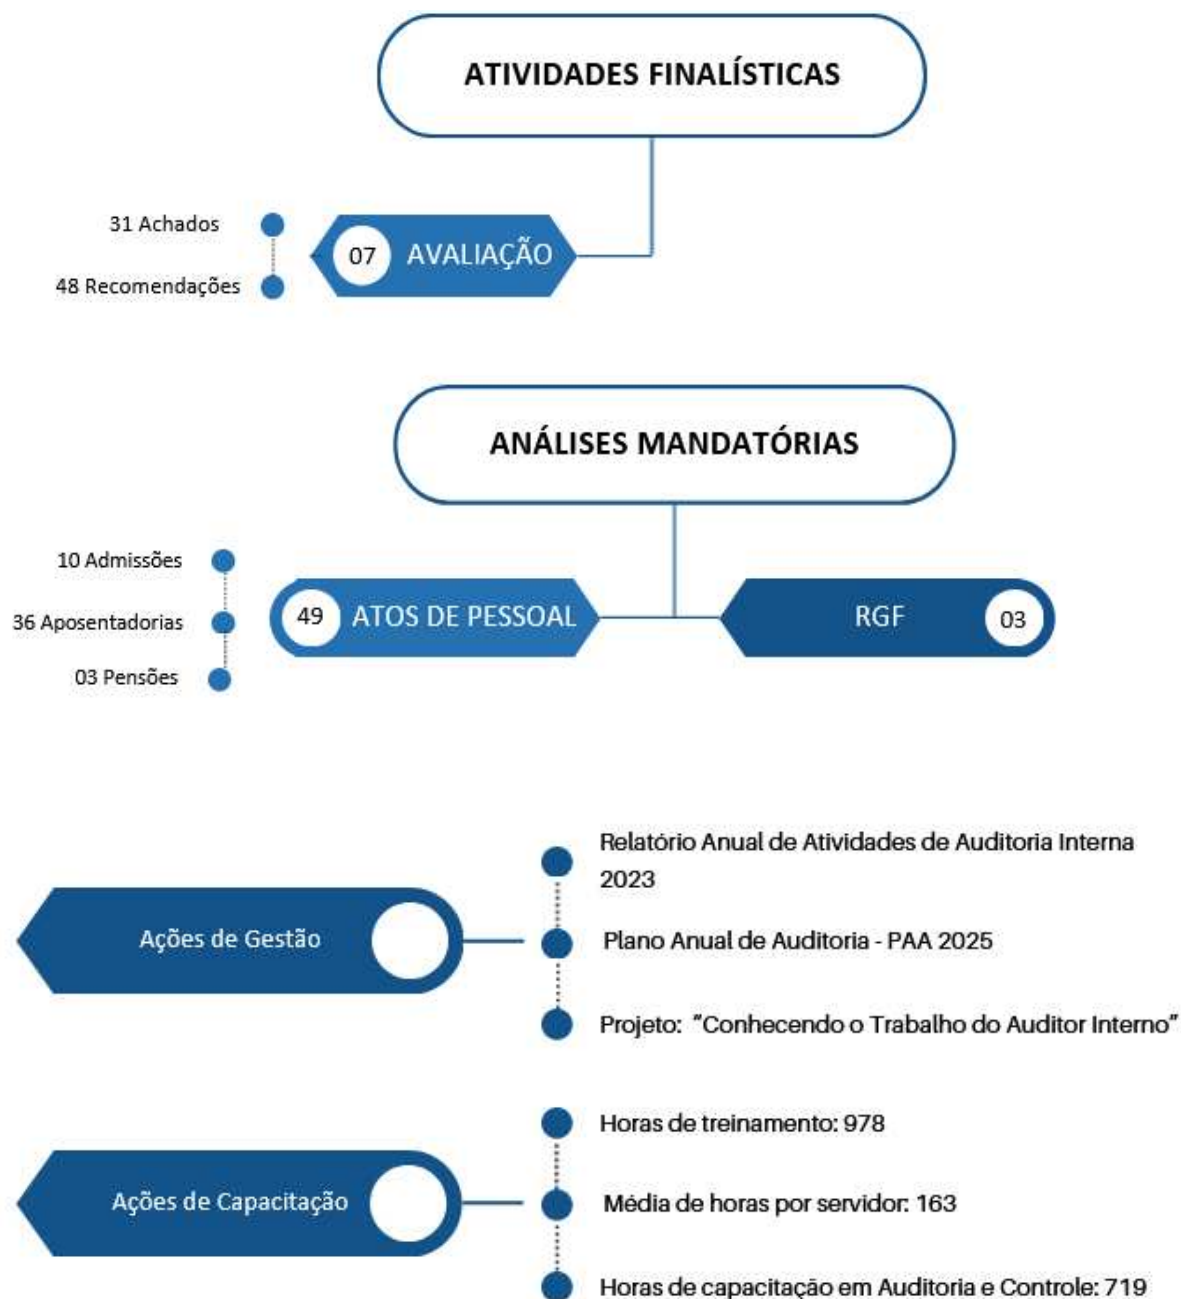 ATIVIDADES FINALÍSTICAS
31 Achados
07 AVALIAÇÃO
48 Recomendações
ANÁLISES MANDATÓRIAS
10 Admissões
36 Aposentadorias
03 Pensões
49 ATOS DE PESSOAL
RGF 03
Relatório Anual de Atividades de Auditoria Interna
2023
Ações de Gestão
Plano Anual de Auditoria - PAA 2025
Projeto: "Conhecendo o Trabalho do Auditor Interno"
Horas de treinamento: 978
Ações de Capacitação
Média de horas por servidor: 163
Horas de capacitação em Auditoria e Controle: 719